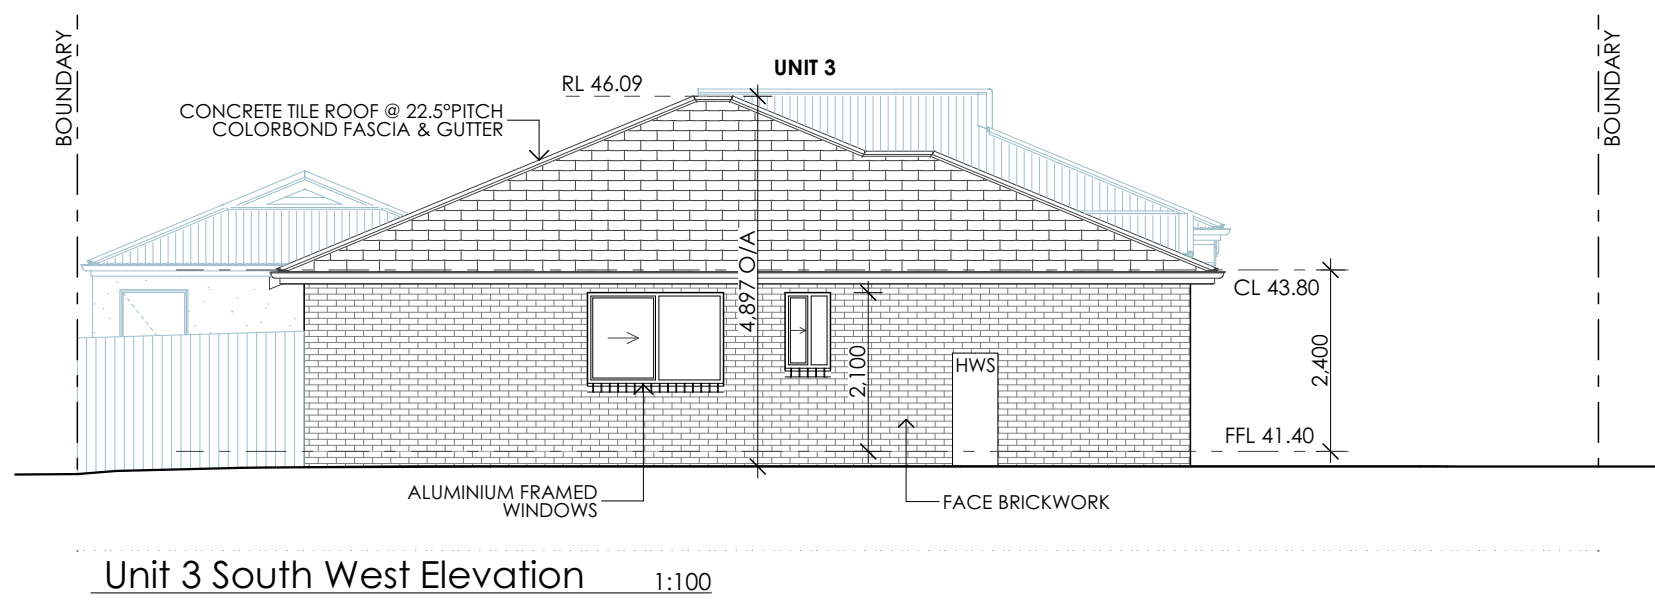 BOUNDARY
UNIT 3
BOUNDARY
RL 46.09
CONCRETE TILE ROOF @ 22.5°PITCH
COLORBOND FASCIA & GUTTER
4,897 O/A
CL 43.80
2,100
HWS
2,400
FFL 41.40
ALUMINIUM FRAMED
WINDOWS
FACE BRICKWORK
Unit 3 South West Elevation 1:100